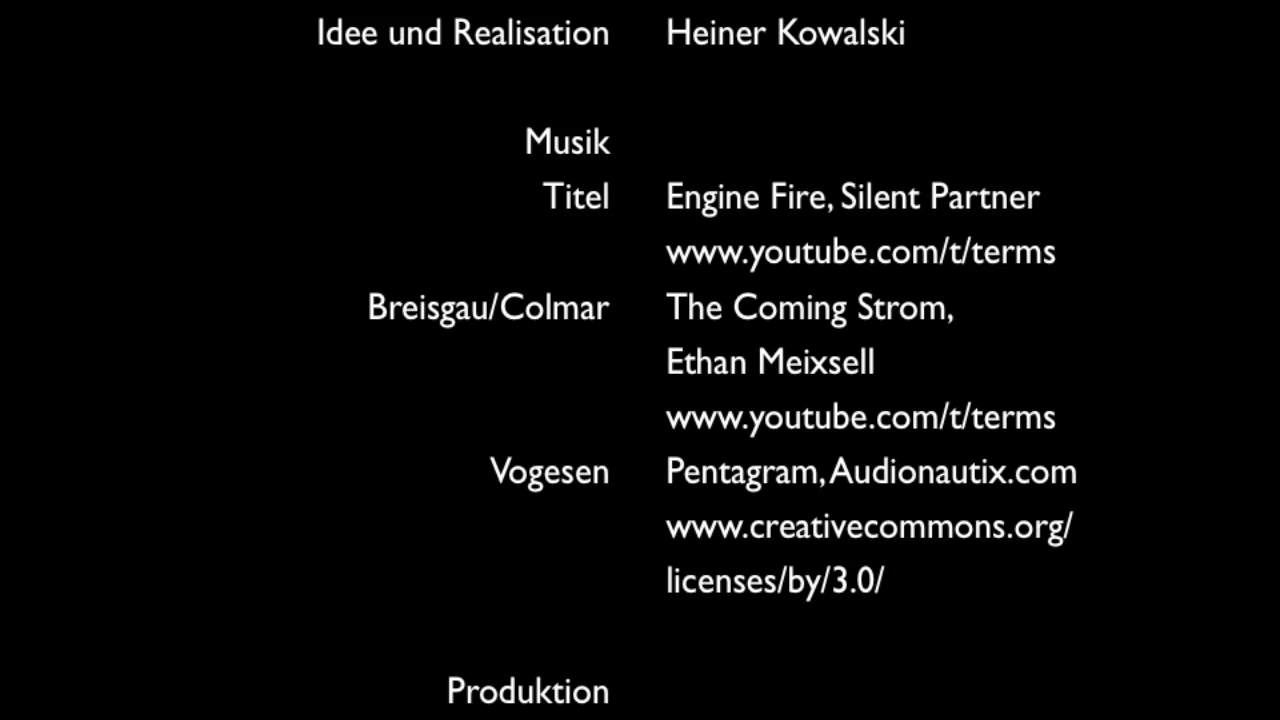 Idee und Realisation Heiner Kowalski
Musik
Titel Engine Fire, Silent Partner
www.youtube.com/t/terms
Breisgau/Colmar The Coming Strom,
Ethan Meixsell
www.youtube.com/t/terms
Vogesen Pentagram, Audionautix.com
www.creativecommons.org/
licenses/by/3.0/
Produktion